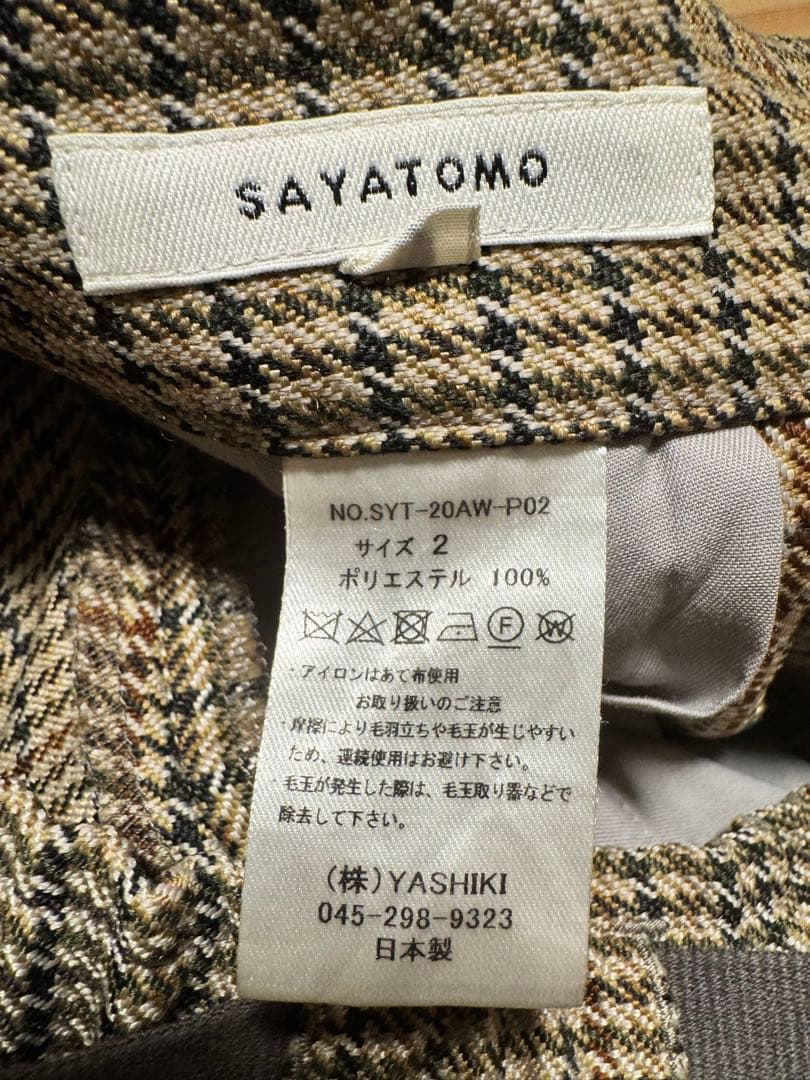 SAYATOMO
NO.SYT-20AW-P02
サイズ 2
ポリエステル 100%
F W
・アイロンはあて布使用
お取り扱いのご注意
・摩擦により毛羽立ちや毛玉が生じやすい
ため、連続使用はお避け下さい。
・毛玉が発生した際は、毛玉取り器などで
除去して下さい。
(株)YASHIKI
045-298-9323
日本製